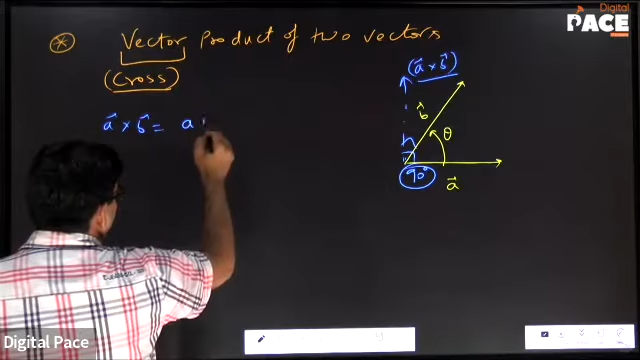 Digital
PACE
* Vector product of two vectors
(Cross)
(a⃗ × b⃗)
b⃗
θ
a⃗ × b⃗ = a
n̂
90°
a⃗
Digital Pace